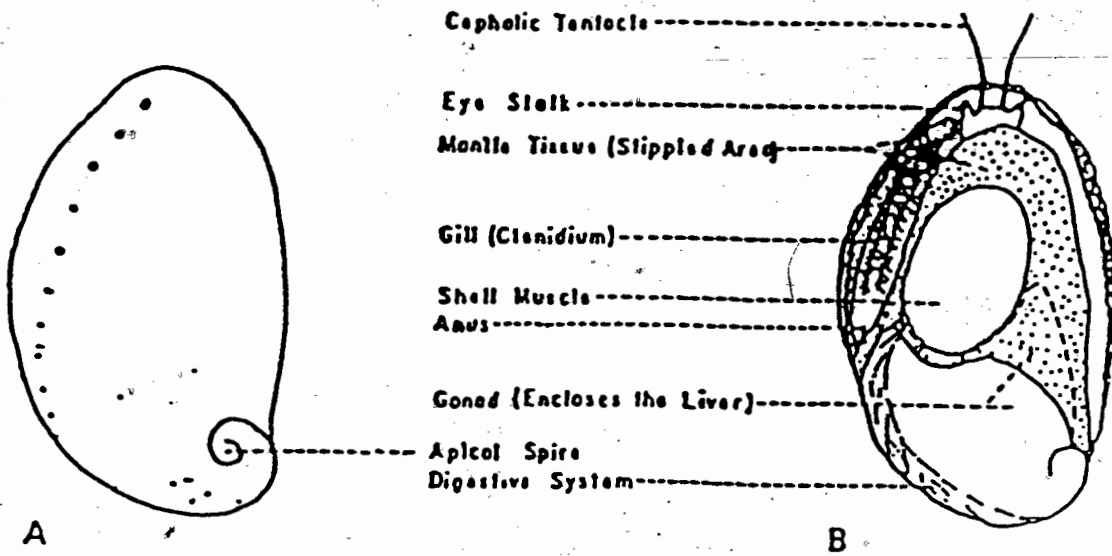 Cephalic Tentacle
Eye Stalk
Mantle Tissue (Stippled Area)
Gill (Ctenidium)
Shell Muscle
Anus
Gonad (Encloses the Liver)
Apical Spire
Digestive System
A
B